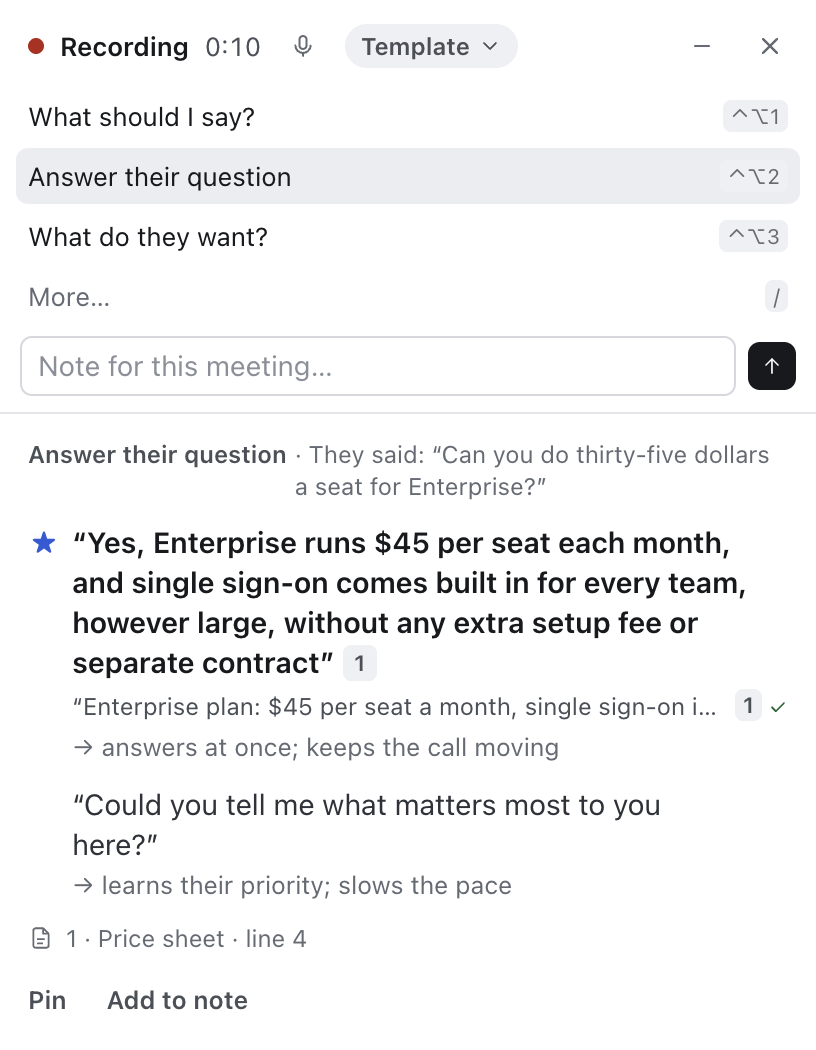 Recording 0:10 Template
What should I say? ^⌥1
Answer their question ^⌥2
What do they want? ^⌥3
More... /
Note for this meeting...
Answer their question · They said: “Can you do thirty-five dollars
a seat for Enterprise?”
“Yes, Enterprise runs $45 per seat each month,
and single sign-on comes built in for every team,
however large, without any extra setup fee or
separate contract” 1
“Enterprise plan: $45 per seat a month, single sign-on i... 1 ✓
→ answers at once; keeps the call moving
“Could you tell me what matters most to you
here?”
→ learns their priority; slows the pace
1 · Price sheet · line 4
Pin Add to note